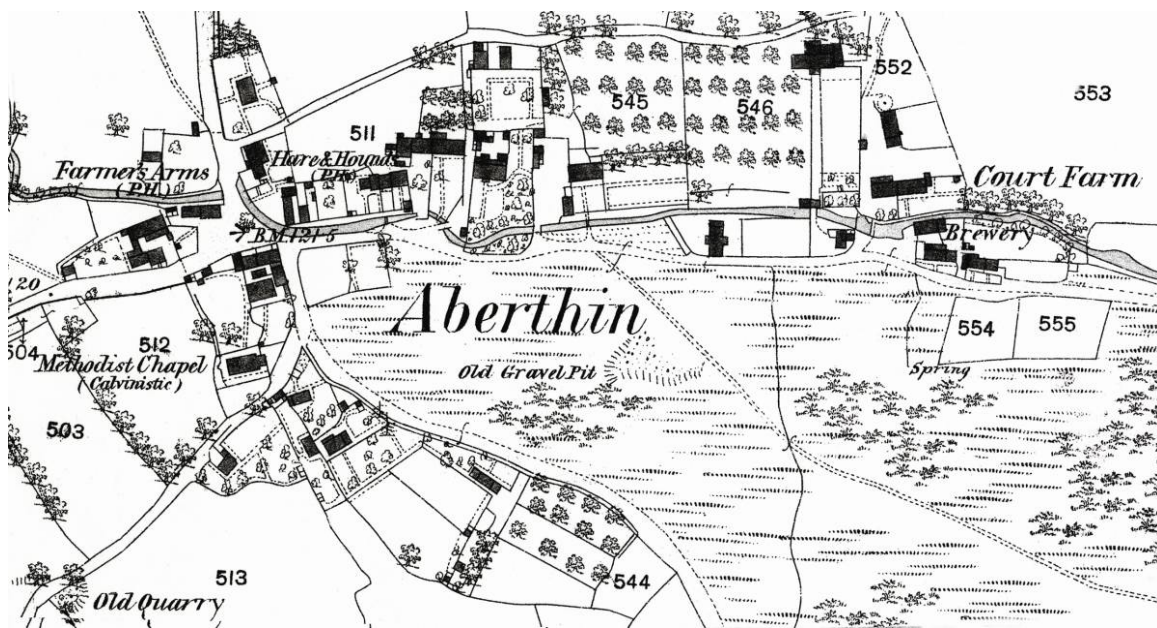 552
553
545
546
511
Farmer's Arms
(P.H.)
Hare & Hounds
(P.H.)
Court Farm
B.M. 121·5
Brewery
120
Aberthin
504
512
Methodist Chapel
(Calvinistic)
554
555
Old Gravel Pit
Spring
503
513
544
Old Quarry